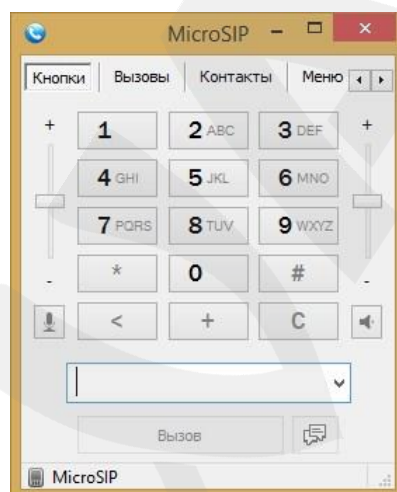 MicroSIP
Кнопки Вызовы Контакты Меню
+ 1 2 ABC 3 DEF +
4 GHI 5 JKL 6 MNO
7 PQRS 8 TUV 9 WXYZ
- * 0 # -
< + C
Вызов
MicroSIP